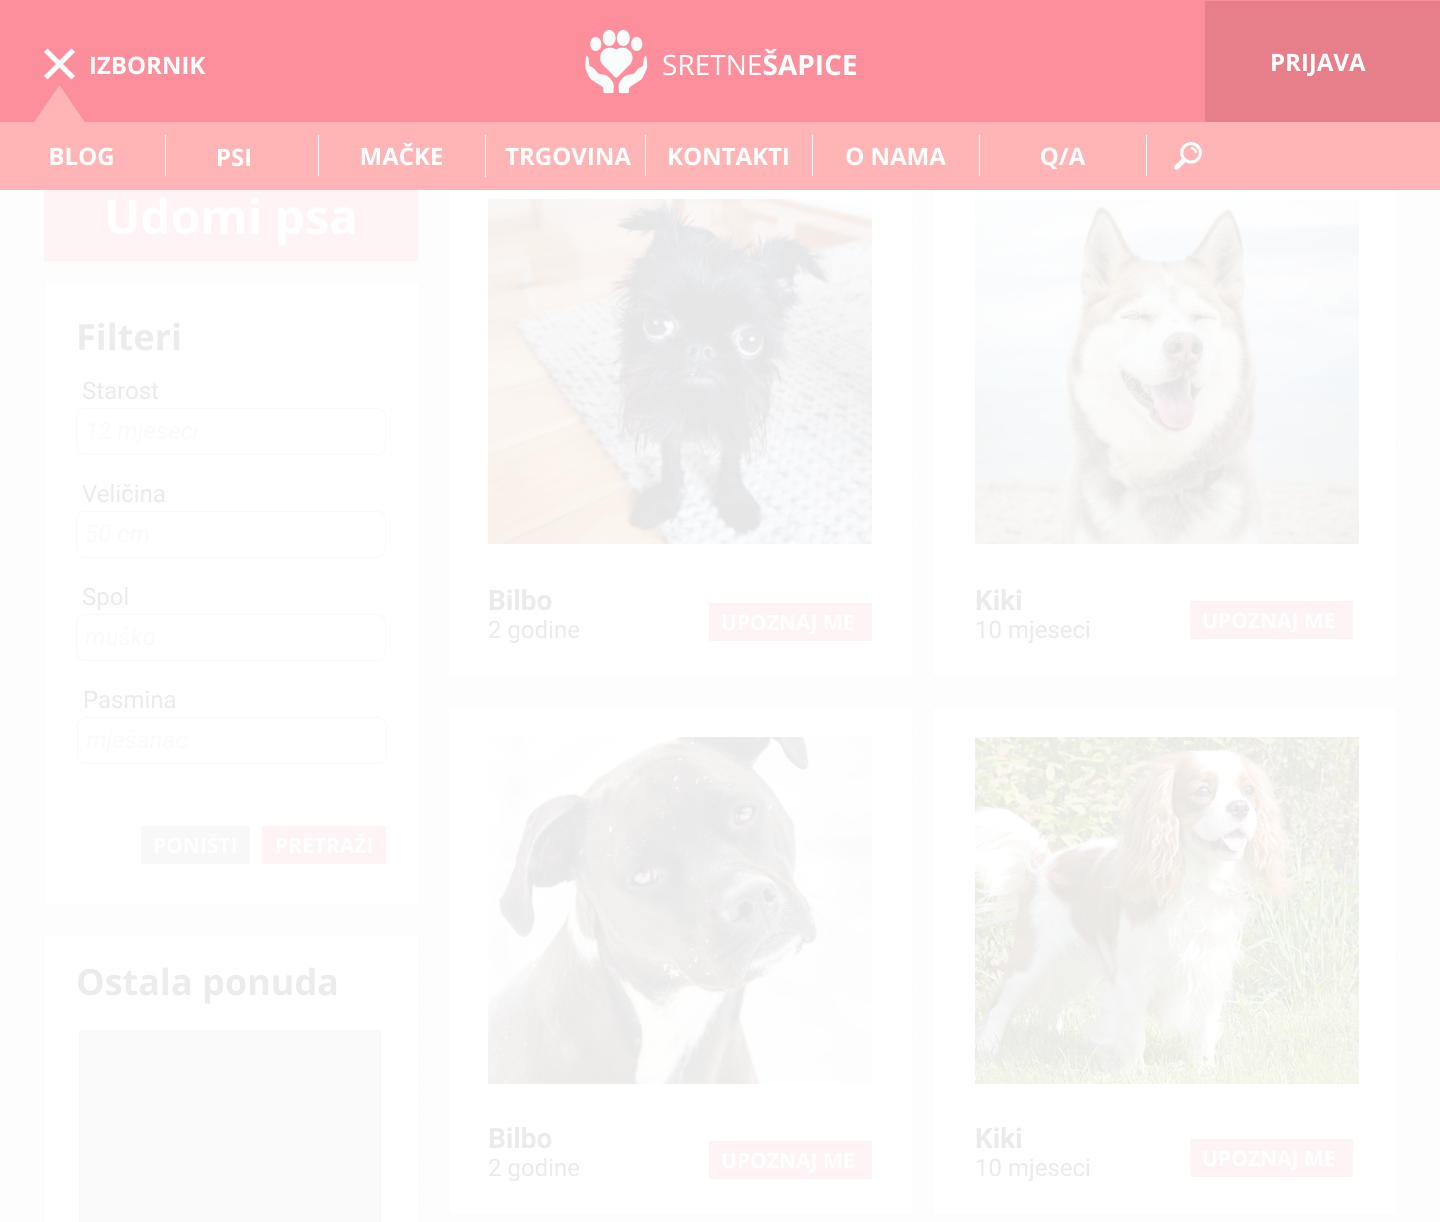 IZBORNIK
SRETNEŠAPICE
PRIJAVA
BLOG
PSI
MAČKE
TRGOVINA
KONTAKTI
O NAMA
Q/A
Udomi psa
Filteri
Starost
12 mjeseci
Veličina
50 cm
Spol
muško
Pasmina
mješanac
PONIŠTI
PRETRAŽI
Ostala ponuda
Bilbo
2 godine
UPOZNAJ ME
Kiki
10 mjeseci
UPOZNAJ ME
Bilbo
2 godine
UPOZNAJ ME
Kiki
10 mjeseci
UPOZNAJ ME